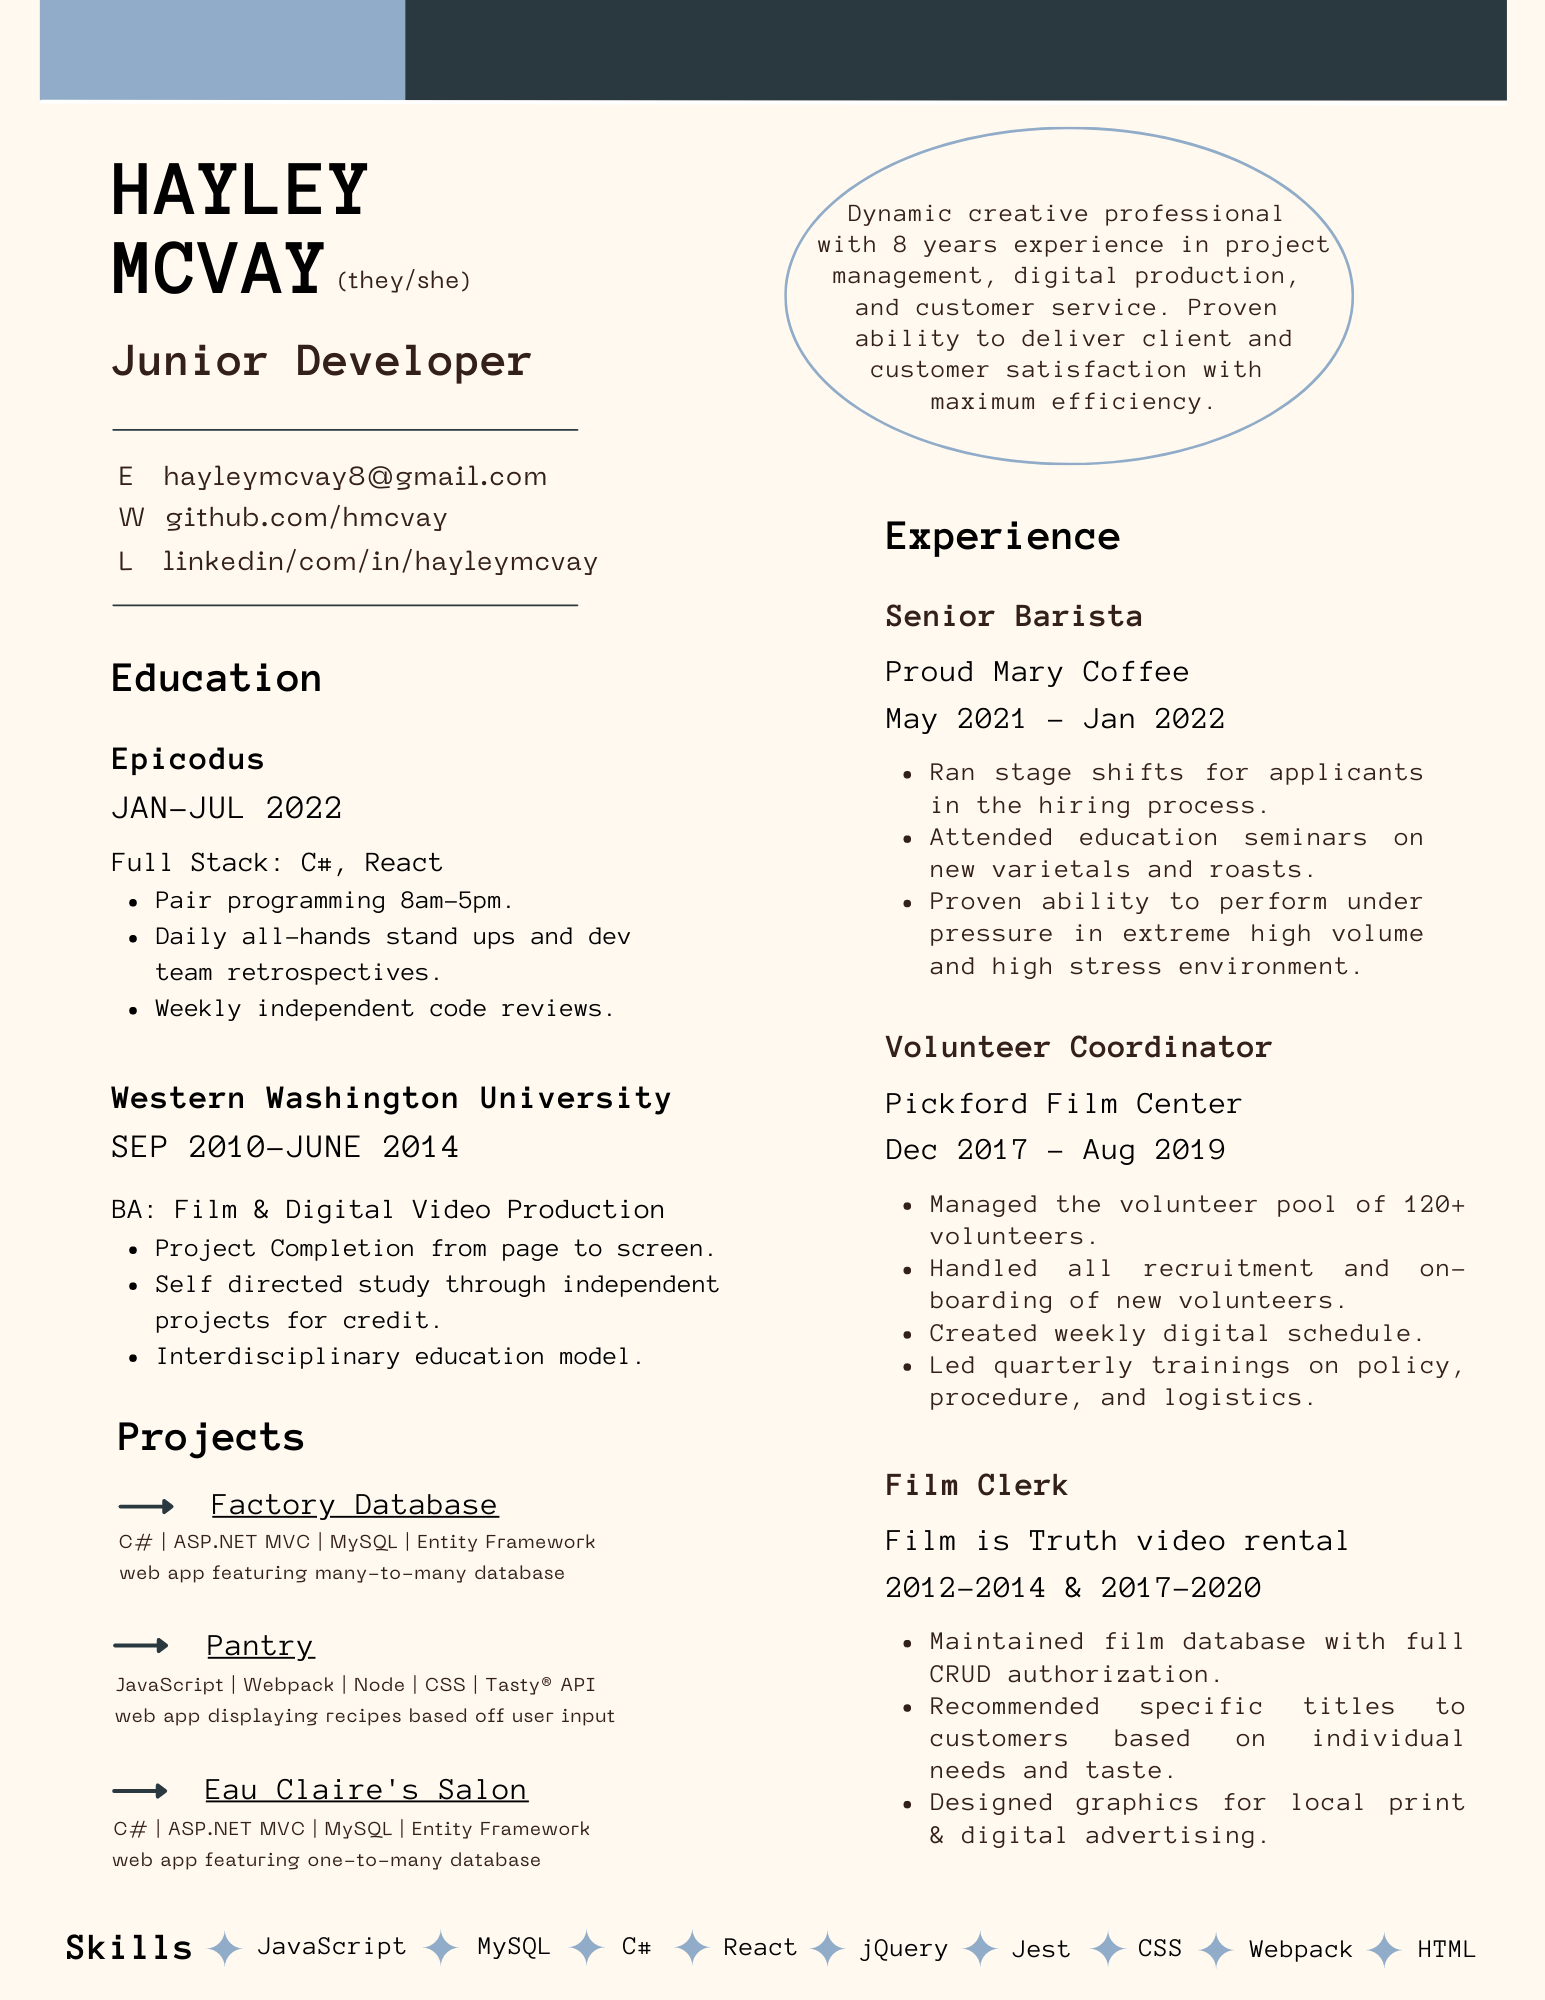 HAYLEY
MCVAY (they/she)
Junior Developer
E hayleymcvay8@gmail.com
W github.com/hmcvay
L linkedin/com/in/hayleymcvay
Education
Epicodus
JAN-JUL 2022
Full Stack: C#, React
• Pair programming 8am-5pm.
• Daily all-hands stand ups and dev
team retrospectives.
• Weekly independent code reviews.
Western Washington University
SEP 2010-JUNE 2014
BA: Film & Digital Video Production
• Project Completion from page to screen.
• Self directed study through independent
projects for credit.
• Interdisciplinary education model.
Projects
Factory Database
C# | ASP.NET MVC | MySQL | Entity Framework
web app featuring many-to-many database
Pantry
JavaScript | Webpack | Node | CSS | Tasty® API
web app displaying recipes based off user input
Eau Claire's Salon
C# | ASP.NET MVC | MySQL | Entity Framework
web app featuring one-to-many database
Dynamic creative professional
with 8 years experience in project
management, digital production,
and customer service. Proven
ability to deliver client and
customer satisfaction with
maximum efficiency.
Experience
Senior Barista
Proud Mary Coffee
May 2021 - Jan 2022
• Ran stage shifts for applicants
in the hiring process.
• Attended education seminars on
new varietals and roasts.
• Proven ability to perform under
pressure in extreme high volume
and high stress environment.
Volunteer Coordinator
Pickford Film Center
Dec 2017 - Aug 2019
• Managed the volunteer pool of 120+
volunteers.
• Handled all recruitment and on-
boarding of new volunteers.
• Created weekly digital schedule.
• Led quarterly trainings on policy,
procedure, and logistics.
Film Clerk
Film is Truth video rental
2012-2014 & 2017-2020
• Maintained film database with full
CRUD authorization.
• Recommended specific titles to
customers based on individual
needs and taste.
• Designed graphics for local print
& digital advertising.
Skills JavaScript MySQL C# React jQuery Jest CSS Webpack HTML